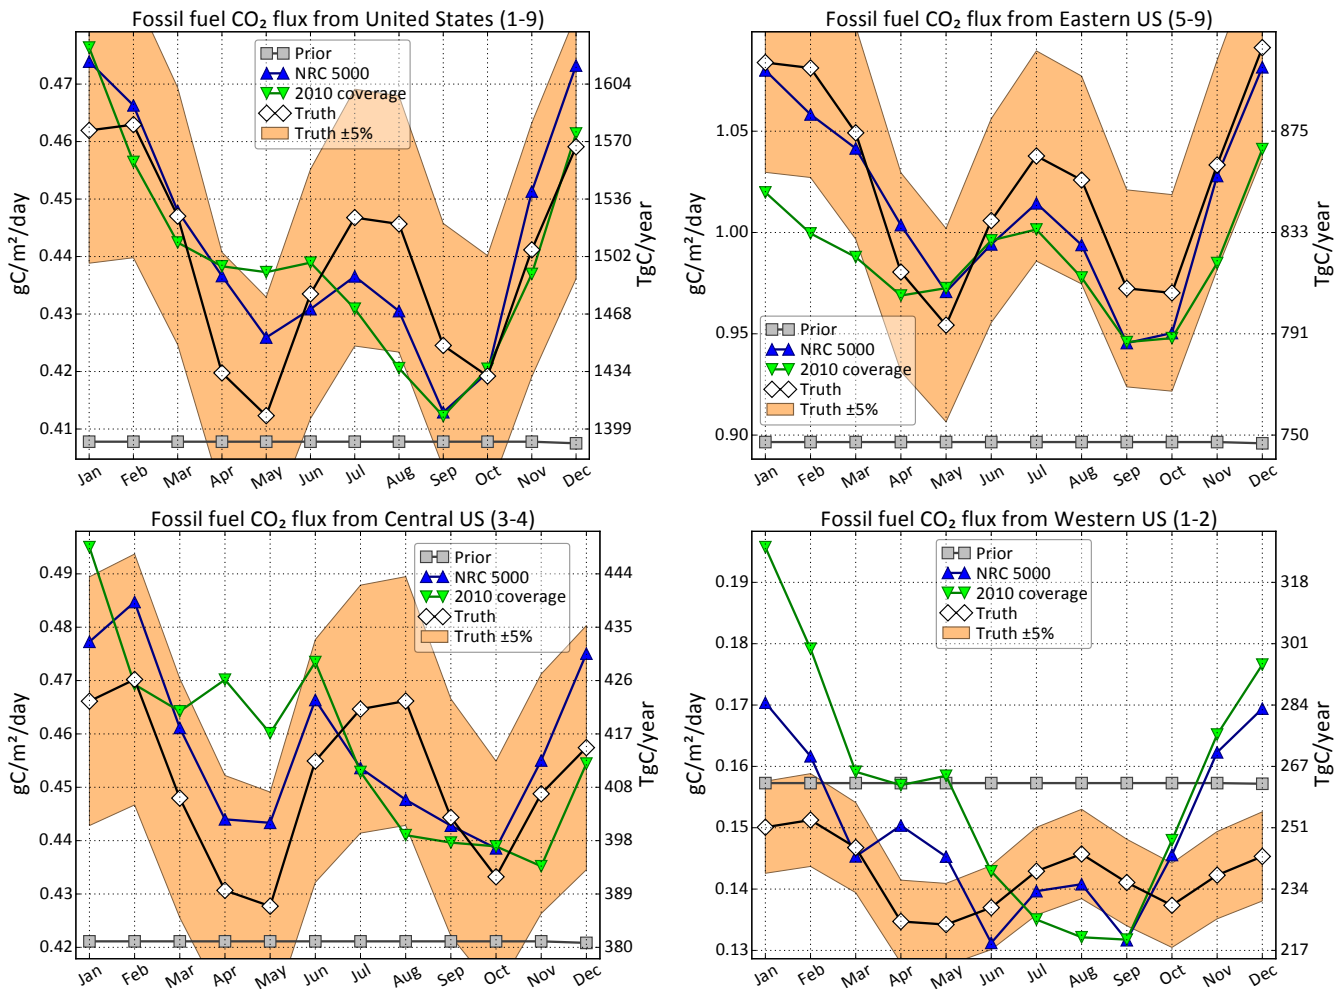 Fossil fuel CO₂ flux from United States (1-9)
Prior
NRC 5000
2010 coverage
Truth
Truth ±5%
gC/m²/day
0.47
0.46
0.45
0.44
0.43
0.42
0.41
1604
1570
1536
1502
1468
1434
1399
TgC/year
Jan Feb Mar Apr May Jun Jul Aug Sep Oct Nov Dec
Fossil fuel CO₂ flux from Eastern US (5-9)
Prior
NRC 5000
2010 coverage
Truth
Truth ±5%
gC/m²/day
1.05
1.00
0.95
0.90
875
833
791
750
TgC/year
Jan Feb Mar Apr May Jun Jul Aug Sep Oct Nov Dec
Fossil fuel CO₂ flux from Central US (3-4)
Prior
NRC 5000
2010 coverage
Truth
Truth ±5%
gC/m²/day
0.49
0.48
0.47
0.46
0.45
0.44
0.43
0.42
444
435
426
417
408
398
389
380
TgC/year
Jan Feb Mar Apr May Jun Jul Aug Sep Oct Nov Dec
Fossil fuel CO₂ flux from Western US (1-2)
Prior
NRC 5000
2010 coverage
Truth
Truth ±5%
gC/m²/day
0.19
0.18
0.17
0.16
0.15
0.14
0.13
318
301
284
267
251
234
217
TgC/year
Jan Feb Mar Apr May Jun Jul Aug Sep Oct Nov Dec